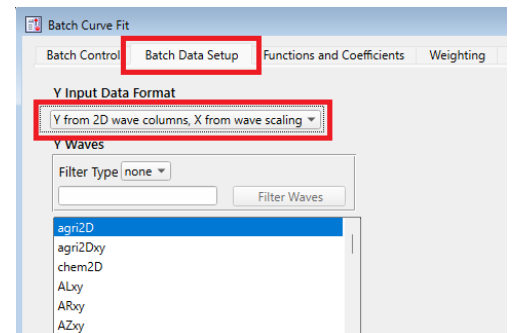 Batch Curve Fit
Batch Control Batch Data Setup Functions and Coefficients Weighting
Y Input Data Format
Y from 2D wave columns, X from wave scaling
Y Waves
Filter Type none
Filter Waves
agri2D
agri2Dxy
chem2D
ALxy
ARxy
AZxy